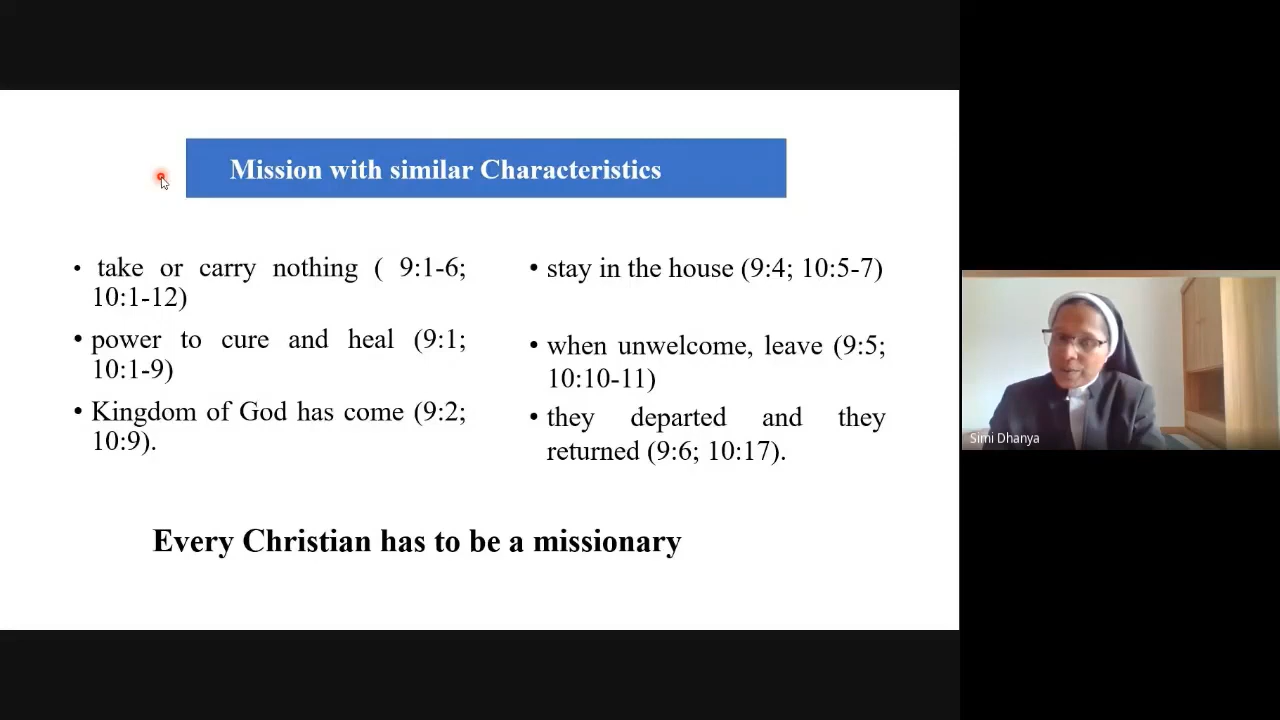 Mission with similar Characteristics
• take or carry nothing ( 9:1-6;
10:1-12)
• power to cure and heal (9:1;
10:1-9)
• Kingdom of God has come (9:2;
10:9).
• stay in the house (9:4; 10:5-7)
• when unwelcome, leave (9:5;
10:10-11)
• they departed and they
returned (9:6; 10:17).
Every Christian has to be a missionary
Simi Dhanya